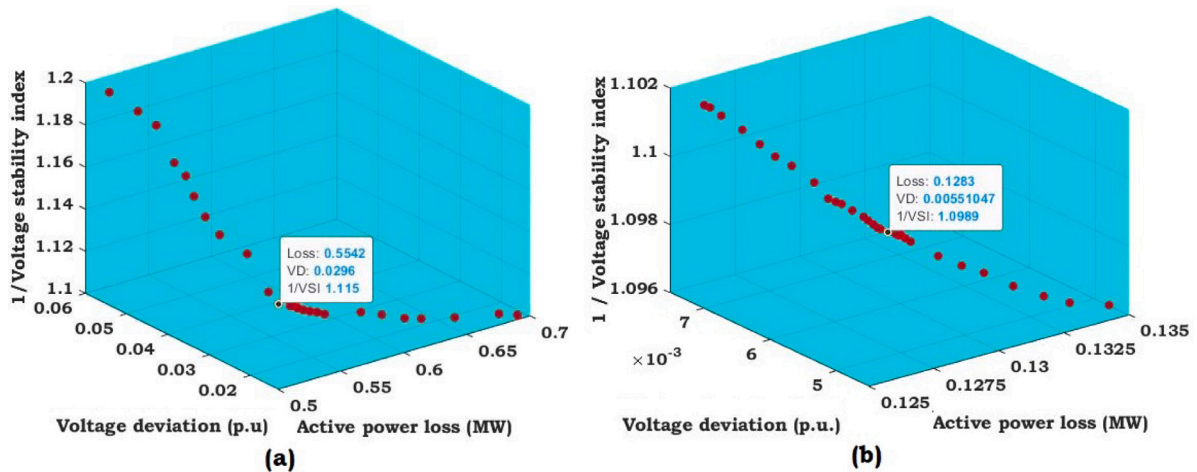 1/Voltage stability index
1.2
1.18
1.16
1.14
1.12
1.1
0.06
0.05
0.04
0.03
0.02
0.5
0.55
0.6
0.65
0.7
Loss: 0.5542
VD: 0.0296
1/VSI 1.115
Voltage deviation (p.u)
Active power loss (MW)
(a)
1 / Voltage stability index
1.102
1.1
1.098
1.096
7
×10⁻³
6
5
0.125
0.1275
0.13
0.1325
0.135
Loss: 0.1283
VD: 0.00551047
1/VSI: 1.0989
Voltage deviation (p.u.)
Active power loss (MW)
(b)